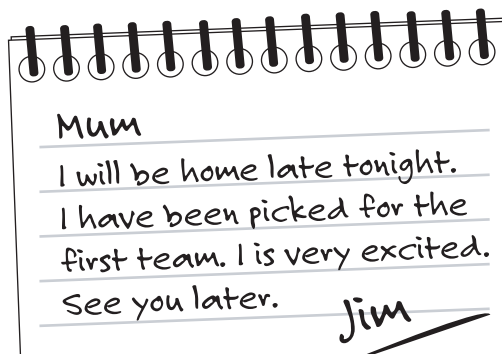 Mum
I will be home late tonight.
I have been picked for the
first team. I is very excited.
See you later.
Jim